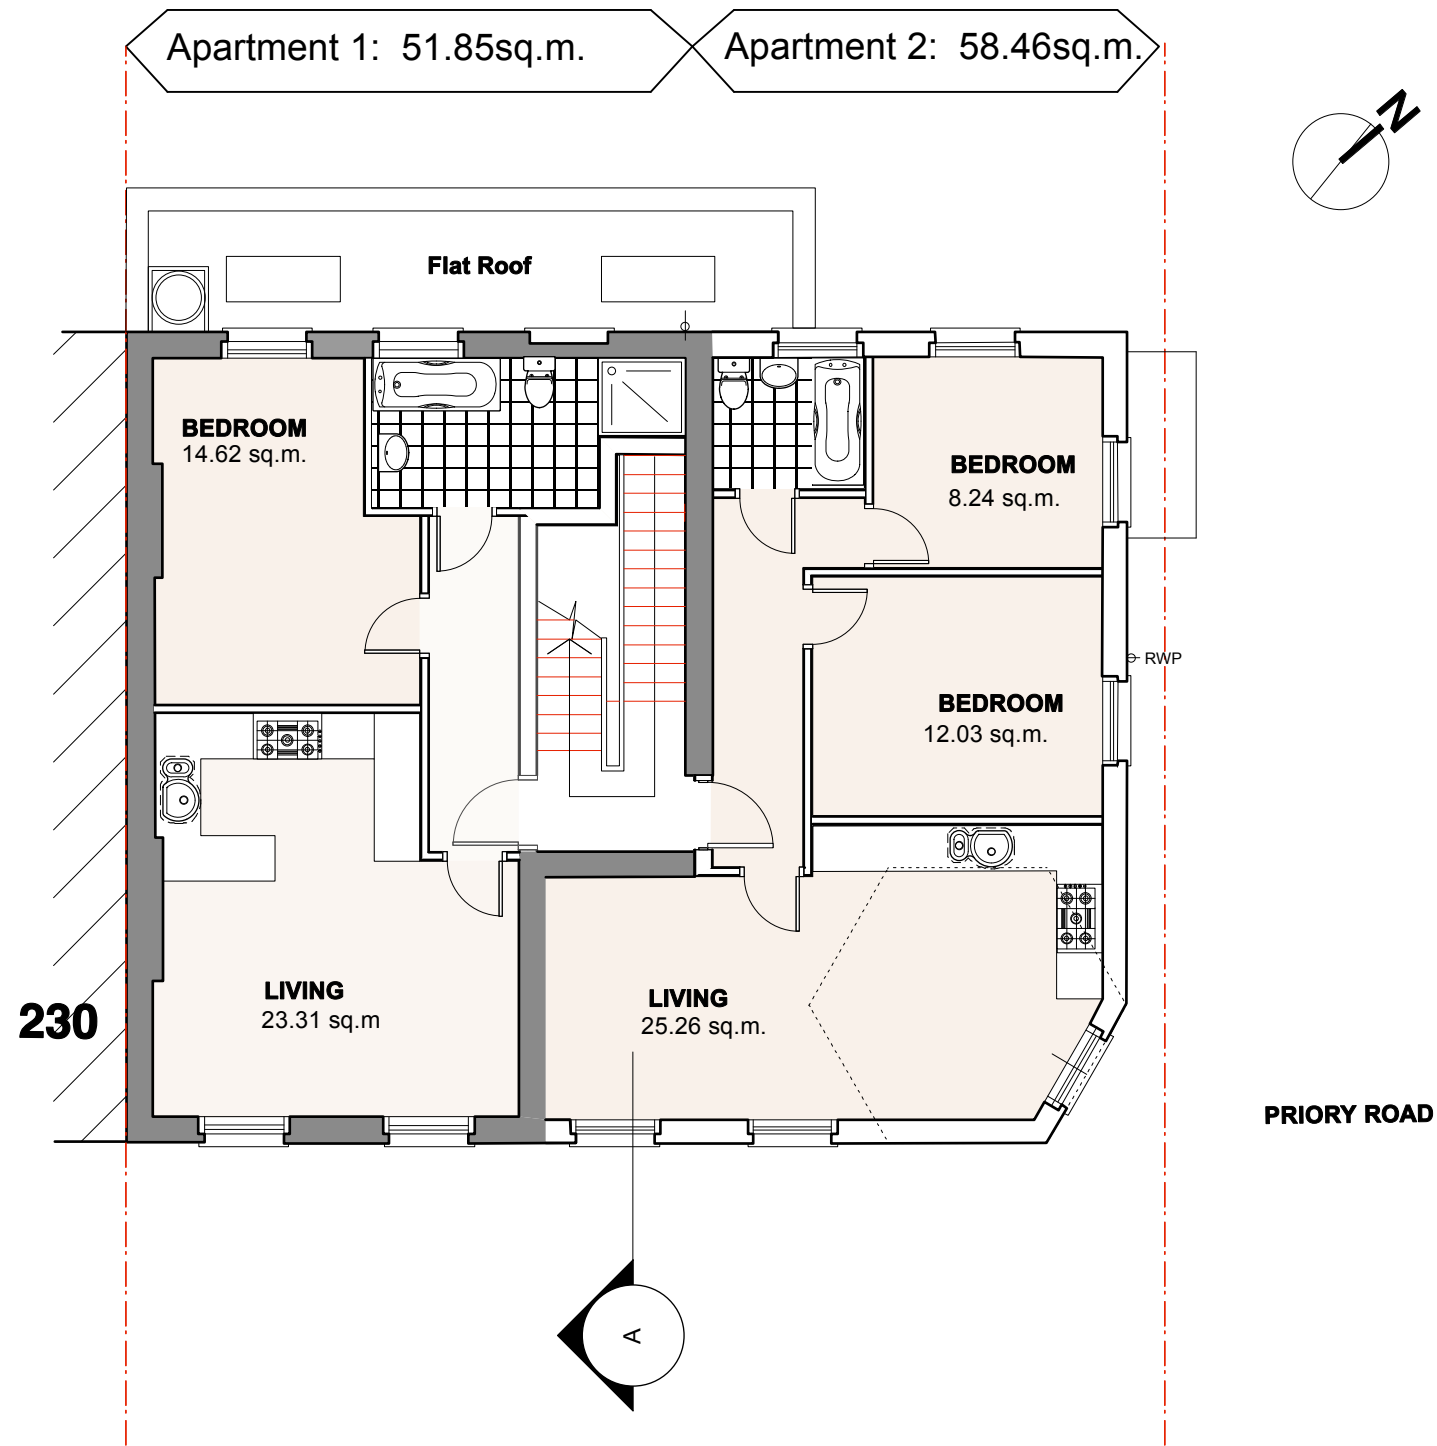 Apartment 1:  51.85sq.m.
Apartment 2:  58.46sq.m.
N
Flat Roof
BEDROOM
14.62 sq.m.
BEDROOM
8.24 sq.m.
RWP
BEDROOM
12.03 sq.m.
LIVING
23.31 sq.m
LIVING
25.26 sq.m.
230
PRIORY ROAD
A